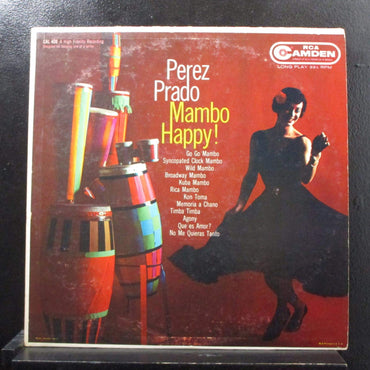 CAL 409 A High Fidelity Recording
RCA
CAMDEN
LONG PLAY 33⅓ RPM
Perez
Prado
Mambo
Happy!
Go Go Mambo
Syncopated Clock Mambo
Wild Mambo
Broadway Mambo
Kuba Mambo
Rica Mambo
Kon Toma
Memoria a Chano
Timba Timba
Agony
Que es Amor?
No Me Quieras Tanto